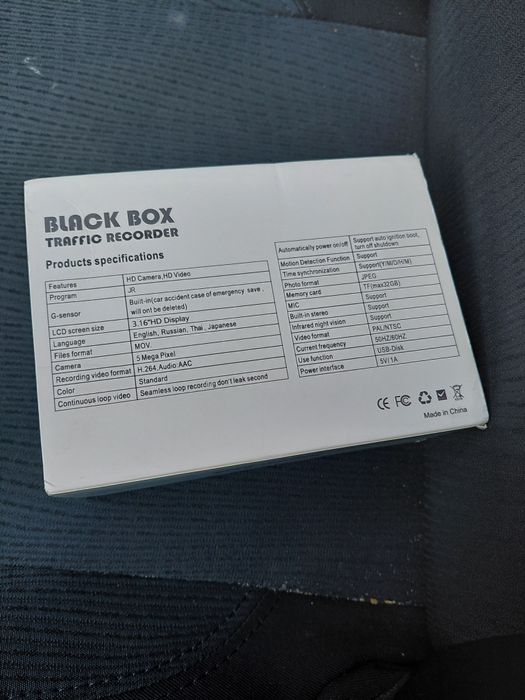 BLACK BOX
TRAFFIC RECORDER
Products specifications
Features HD Camera,HD Video
Program JR
G-sensor Built-in(car accident case of emergency save ,
will ont be deleted)
LCD screen size 3.16"HD Display
Language English, Russian, Thai , Japanese
Files format MOV
Camera 5 Mega Pixel
Recording video format H.264,Audio:AAC
Color Standard
Continuous loop video Seamless loop recording don't leak second
Automatically power on/off Support auto ignition boot,
turn off shutdown
Motion Detection Function Support
Time synchronization Support(Y/M/D/H/M)
Photo format JPEG
Memory card TF(max32GB)
MIC Support
Built-in stereo Support
Infrared night vision Support
Video format PAL/NTSC
Current frequency 50HZ/60HZ
Use function USB-Disk
Power interface 5V/1A
CE FC
Made in China